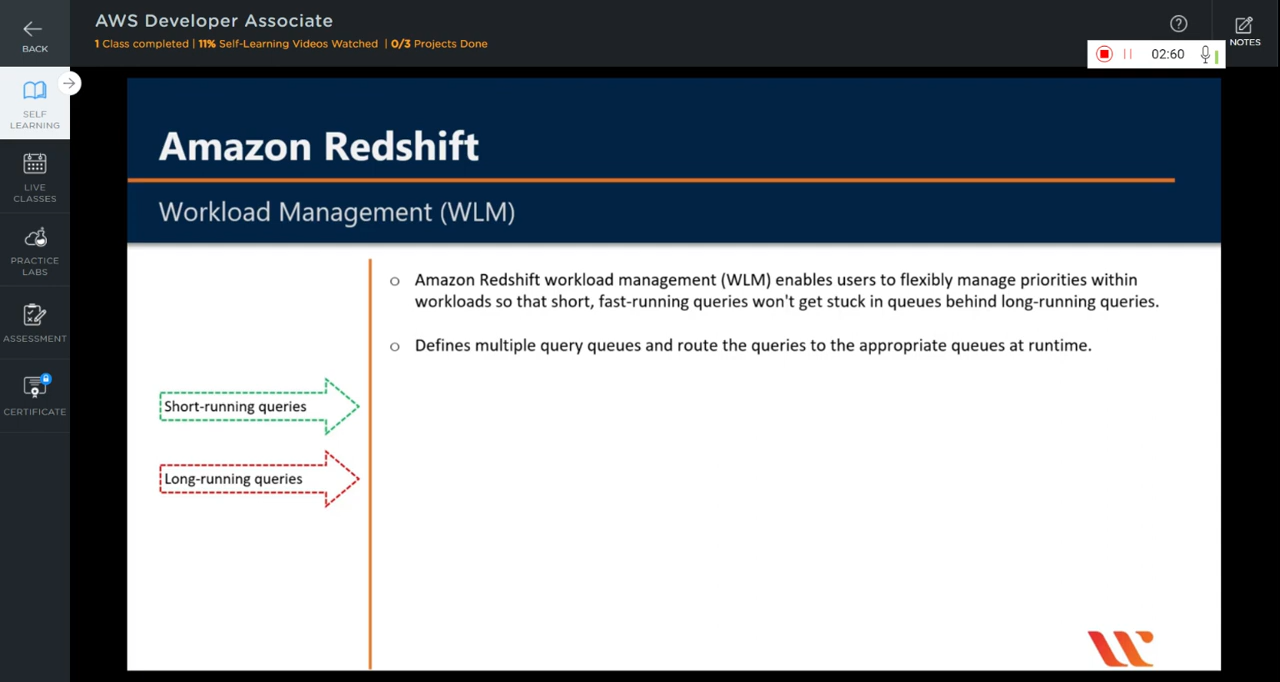 AWS Developer Associate
1 Class completed | 11% Self-Learning Videos Watched | 0/3 Projects Done
BACK
NOTES
02:60
SELF
LEARNING
LIVE
CLASSES
PRACTICE
LABS
ASSESSMENT
CERTIFICATE
Amazon Redshift
Workload Management (WLM)
Amazon Redshift workload management (WLM) enables users to flexibly manage priorities within
workloads so that short, fast-running queries won't get stuck in queues behind long-running queries.
Defines multiple query queues and route the queries to the appropriate queues at runtime.
Short-running queries
Long-running queries